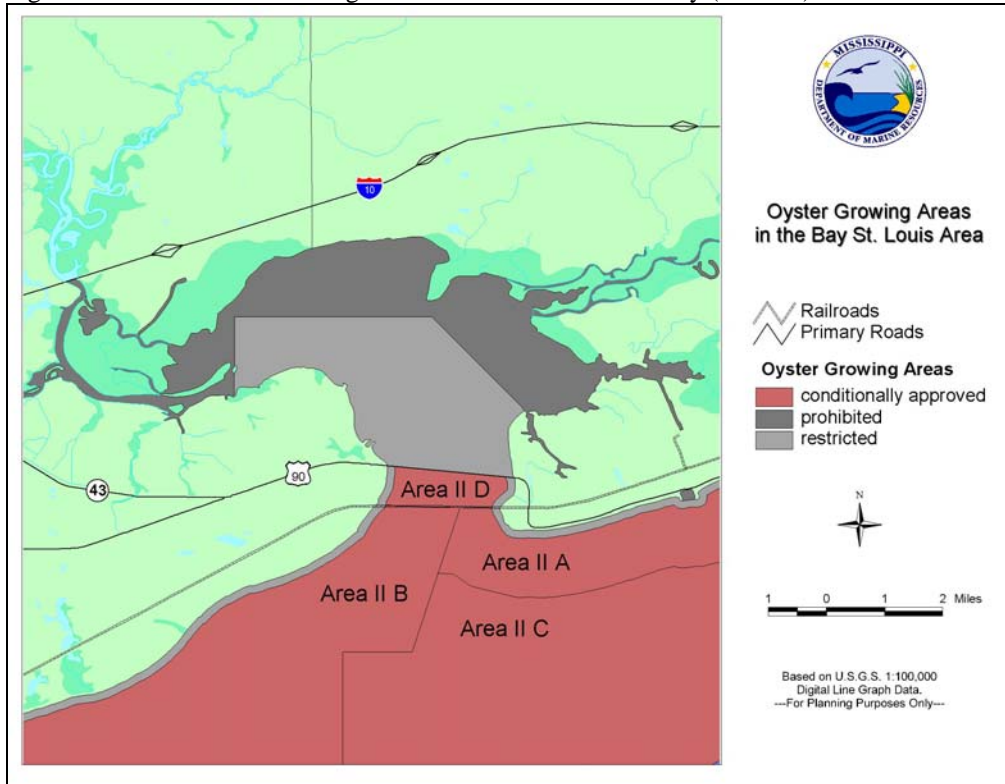 MISSISSIPPI
DEPARTMENT OF MARINE RESOURCES
Oyster Growing Areas
in the Bay St. Louis Area
Railroads
Primary Roads
Oyster Growing Areas
conditionally approved
prohibited
restricted
N
1 0 1 2 Miles
Based on U.S.G.S. 1:100,000
Digital Line Graph Data.
---For Planning Purposes Only---
10
90
43
Area II D
Area II A
Area II B
Area II C